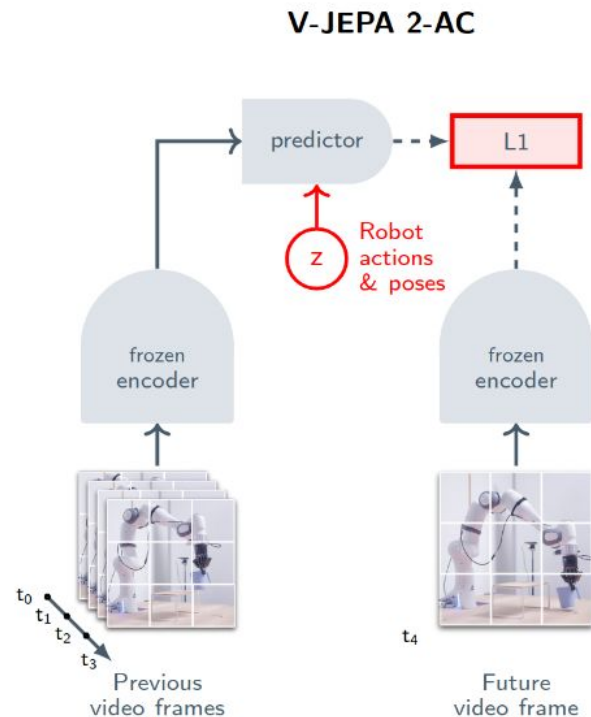 V-JEPA 2-AC
predictor
L1
z
Robot
actions
& poses
frozen
encoder
frozen
encoder
t0
t1
t2
t3
t4
Previous
video frames
Future
video frame